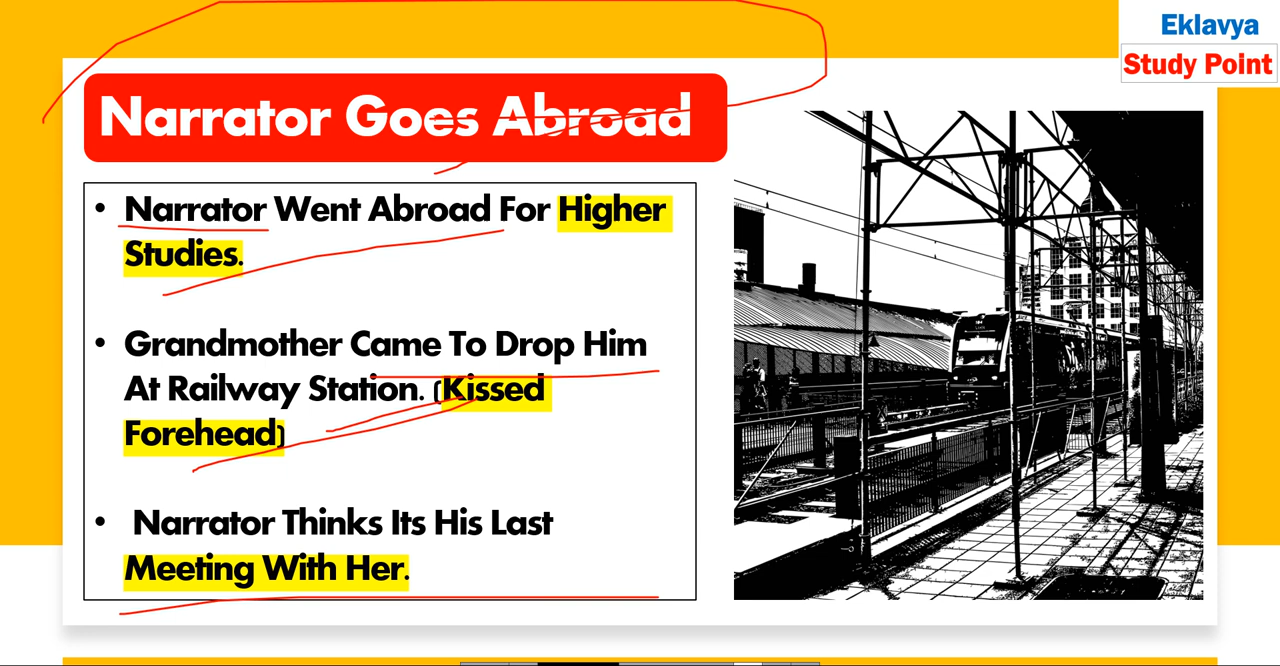 Eklavya
Study Point
Narrator Goes Abroad
• Narrator Went Abroad For Higher
Studies.
• Grandmother Came To Drop Him
At Railway Station. (Kissed
Forehead)
• Narrator Thinks Its His Last
Meeting With Her.